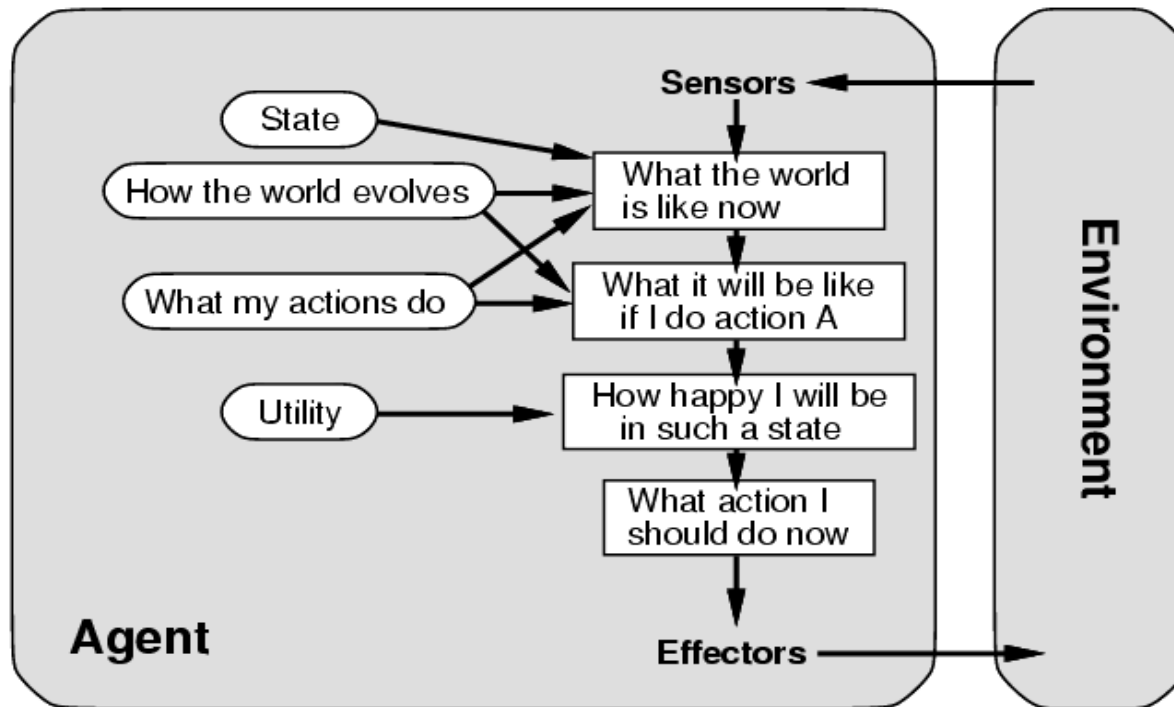 Sensors
State
What the world
is like now
How the world evolves
What it will be like
if I do action A
What my actions do
How happy I will be
in such a state
Utility
What action I
should do now
Agent
Effectors
Environment